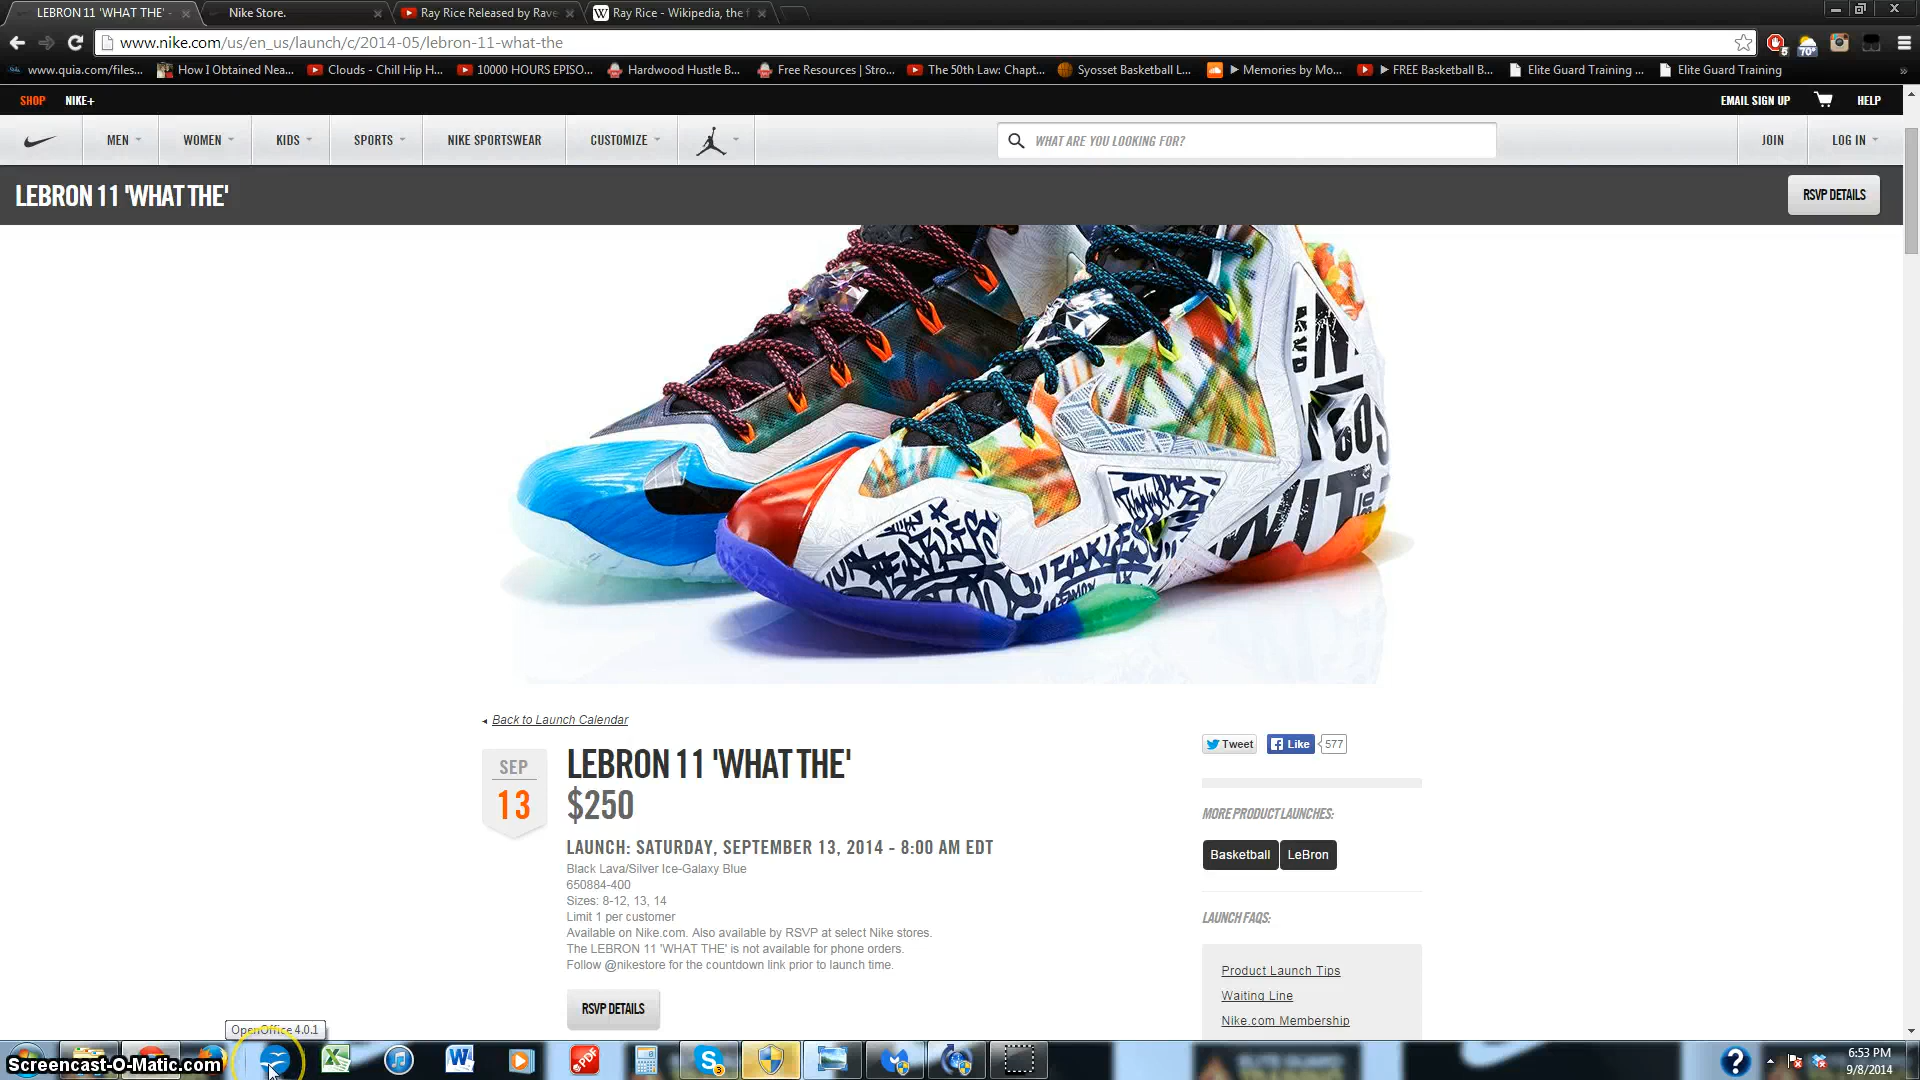 LEBRON 11 'WHAT THE' -
Nike Store.
Ray Rice Released by Rave
Ray Rice - Wikipedia, the f
www.nike.com/us/en_us/launch/c/2014-05/lebron-11-what-the
5
70°
www.quia.com/files...
How I Obtained Nea...
Clouds - Chill Hip H...
10000 HOURS EPISO...
Hardwood Hustle B...
Free Resources | Stro...
The 50th Law: Chapt...
Syosset Basketball L...
▶ Memories by Mo...
▶ FREE Basketball B...
Elite Guard Training ...
Elite Guard Training
»
SHOP
NIKE+
EMAIL SIGN UP
HELP
MEN
WOMEN
KIDS
SPORTS
NIKE SPORTSWEAR
CUSTOMIZE
WHAT ARE YOU LOOKING FOR?
JOIN
LOG IN
LEBRON 11 'WHAT THE'
RSVP DETAILS
Back to Launch Calendar
SEP
13
LEBRON 11 'WHAT THE'
$250
LAUNCH: SATURDAY, SEPTEMBER 13, 2014 - 8:00 AM EDT
Black Lava/Silver Ice-Galaxy Blue
650884-400
Sizes: 8-12, 13, 14
Limit 1 per customer
Available on Nike.com. Also available by RSVP at select Nike stores.
The LEBRON 11 'WHAT THE' is not available for phone orders.
Follow @nikestore for the countdown link prior to launch time.
RSVP DETAILS
Tweet
Like
577
MORE PRODUCT LAUNCHES:
Basketball
LeBron
LAUNCH FAQS:
Product Launch Tips
Waiting Line
Nike.com Membership
OpenOffice 4.0.1
Screencast-O-Matic.com
PDF
3
6:53 PM
9/8/2014